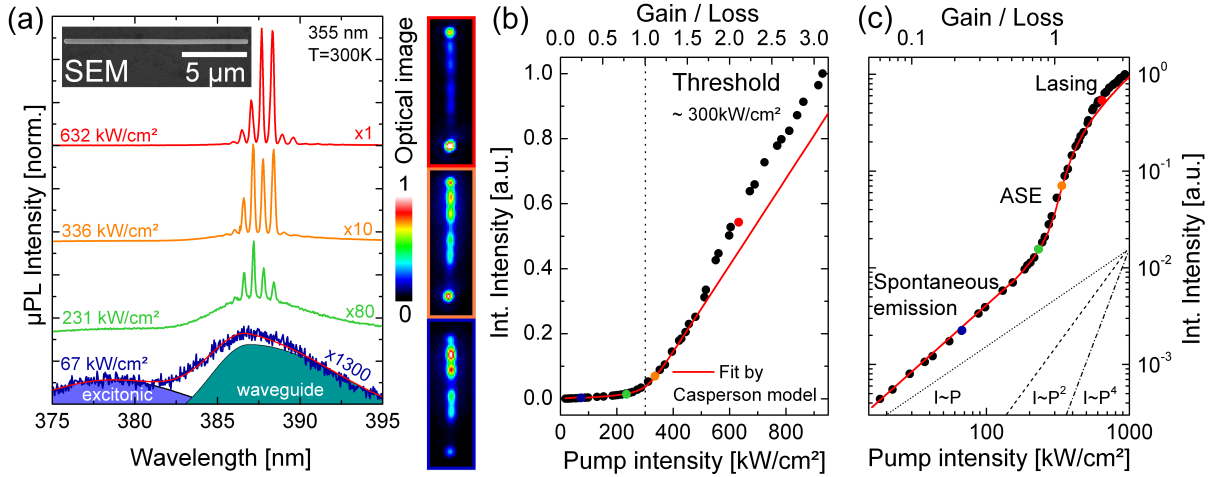 (a)
SEM
5 µm
355 nm
T=300K
632 kW/cm²
x1
336 kW/cm²
x10
231 kW/cm²
x80
67 kW/cm²
x1300
excitonic
waveguide
µPL Intensity [norm.]
375 380 385 390 395
Wavelength [nm]
Optical image
1
0
(b)
Gain / Loss
0.0 0.5 1.0 1.5 2.0 2.5 3.0
Threshold
~ 300kW/cm²
1.0
0.8
0.6
0.4
0.2
0.0
Int. Intensity [a.u.]
Fit by
Casperson model
0 200 400 600 800
Pump intensity [kW/cm²]
(c)
Gain / Loss
0.1 1
Lasing
ASE
Spontaneous
emission
I~P
I~P²
I~P⁴
10⁰
10⁻¹
10⁻²
10⁻³
Int. Intensity [a.u.]
100 1000
Pump intensity [kW/cm²]